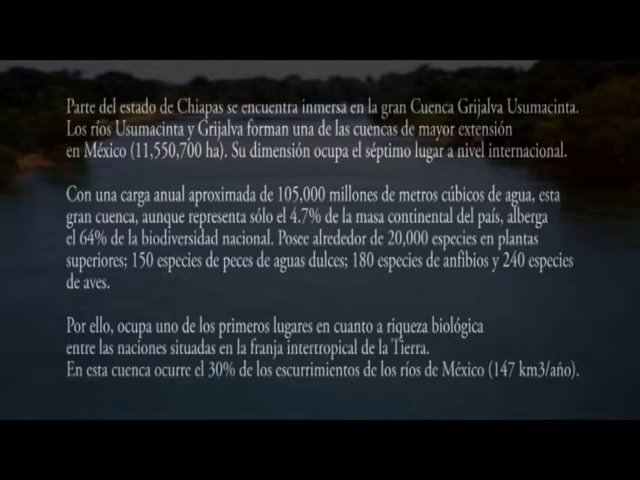 Parte del estado de Chiapas se encuentra inmersa en la gran Cuenca Grijalva Usumacinta.
Los ríos Usumacinta y Grijalva forman una de las cuencas de mayor extensión
en México (11,550,700 ha). Su dimensión ocupa el séptimo lugar a nivel internacional.
Con una carga anual aproximada de 105,000 millones de metros cúbicos de agua, esta
gran cuenca, aunque representa sólo el 4.7% de la masa continental del país, alberga
el 64% de la biodiversidad nacional. Posee alrededor de 20,000 especies en plantas
superiores; 150 especies de peces de aguas dulces; 180 especies de anfibios y 240 especies
de aves.
Por ello, ocupa uno de los primeros lugares en cuanto a riqueza biológica
entre las naciones situadas en la franja intertropical de la Tierra.
En esta cuenca ocurre el 30% de los escurrimientos de los ríos de México (147 km3/año).